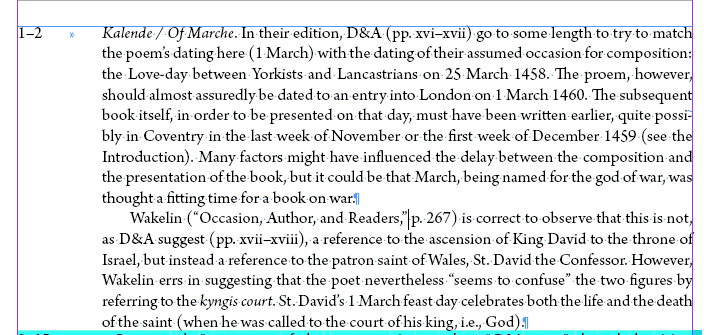 1–2 » Kalende / Of Marche. In their edition, D&A (pp. xvi–xvii) go to some length to try to match
the poem’s dating here (1 March) with the dating of their assumed occasion for composition:
the Love-day between Yorkists and Lancastrians on 25 March 1458. The proem, however,
should almost assuredly be dated to an entry into London on 1 March 1460. The subsequent
book itself, in order to be presented on that day, must have been written earlier, quite possi-
bly in Coventry in the last week of November or the first week of December 1459 (see the
Introduction). Many factors might have influenced the delay between the composition and
the presentation of the book, but it could be that March, being named for the god of war, was
thought a fitting time for a book on war.¶
Wakelin (“Occasion, Author, and Readers,” p. 267) is correct to observe that this is not,
as D&A suggest (pp. xvii–xviii), a reference to the ascension of King David to the throne of
Israel, but instead a reference to the patron saint of Wales, St. David the Confessor. However,
Wakelin errs in suggesting that the poet nevertheless “seems to confuse” the two figures by
referring to the kyngis court. St. David’s 1 March feast day celebrates both the life and the death
of the saint (when he was called to the court of his king, i.e., God).¶